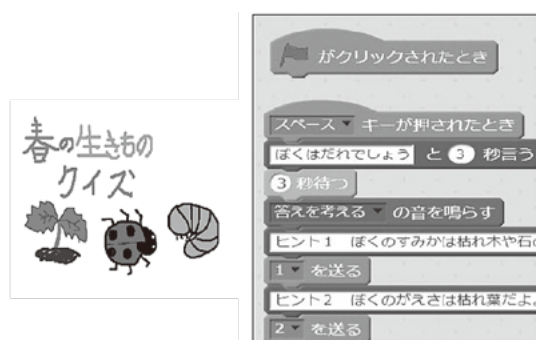 春の生きもの
クイズ
がクリックされたとき
スペース キーが押されたとき
ぼくはだれでしょう と 3 秒言う
3 秒待つ
答えを考える の音を鳴らす
ヒント1 ぼくのすみかは枯れ木や石の
1 を送る
ヒント2 ぼくのがえさは枯れ葉だよ。
2 を送る